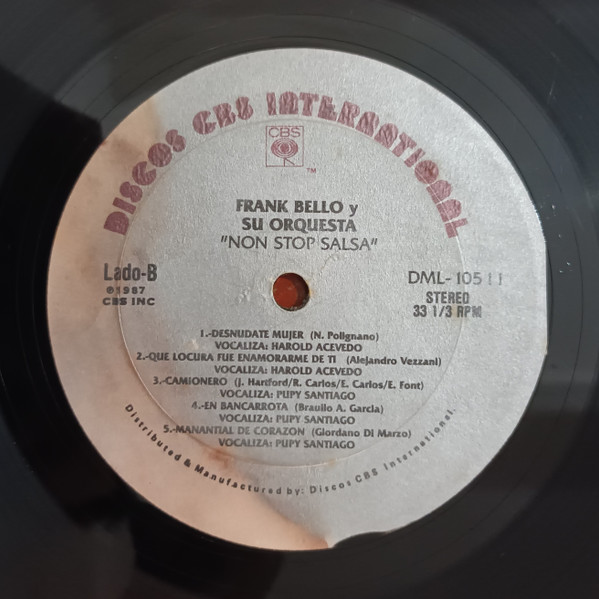 DISCOS CBS INTERNATIONAL
CBS
TM
FRANK BELLO y
SU ORQUESTA
"NON STOP SALSA"
Lado-B
℗1987
CBS INC
DML-10511
STEREO
33 1/3 RPM
1.-DESNUDATE MUJER (N. Polignano)
VOCALIZA: HAROLD ACEVEDO
2.-QUE LOCURA FUE ENAMORARME DE TI (Alejandro Vezzani)
VOCALIZA: HAROLD ACEVEDO
3.-CAMIONERO (J. Hartford/R. Carlos/E. Carlos/E. Font)
VOCALIZA: PUPY SANTIAGO
4.-EN BANCARROTA (Braulio A. Garcia)
VOCALIZA: PUPY SANTIAGO
5.-MANANTIAL DE CORAZON (Giordano Di Marzo)
VOCALIZA: PUPY SANTIAGO
Distributed & Manufactured by: Discos CBS International.